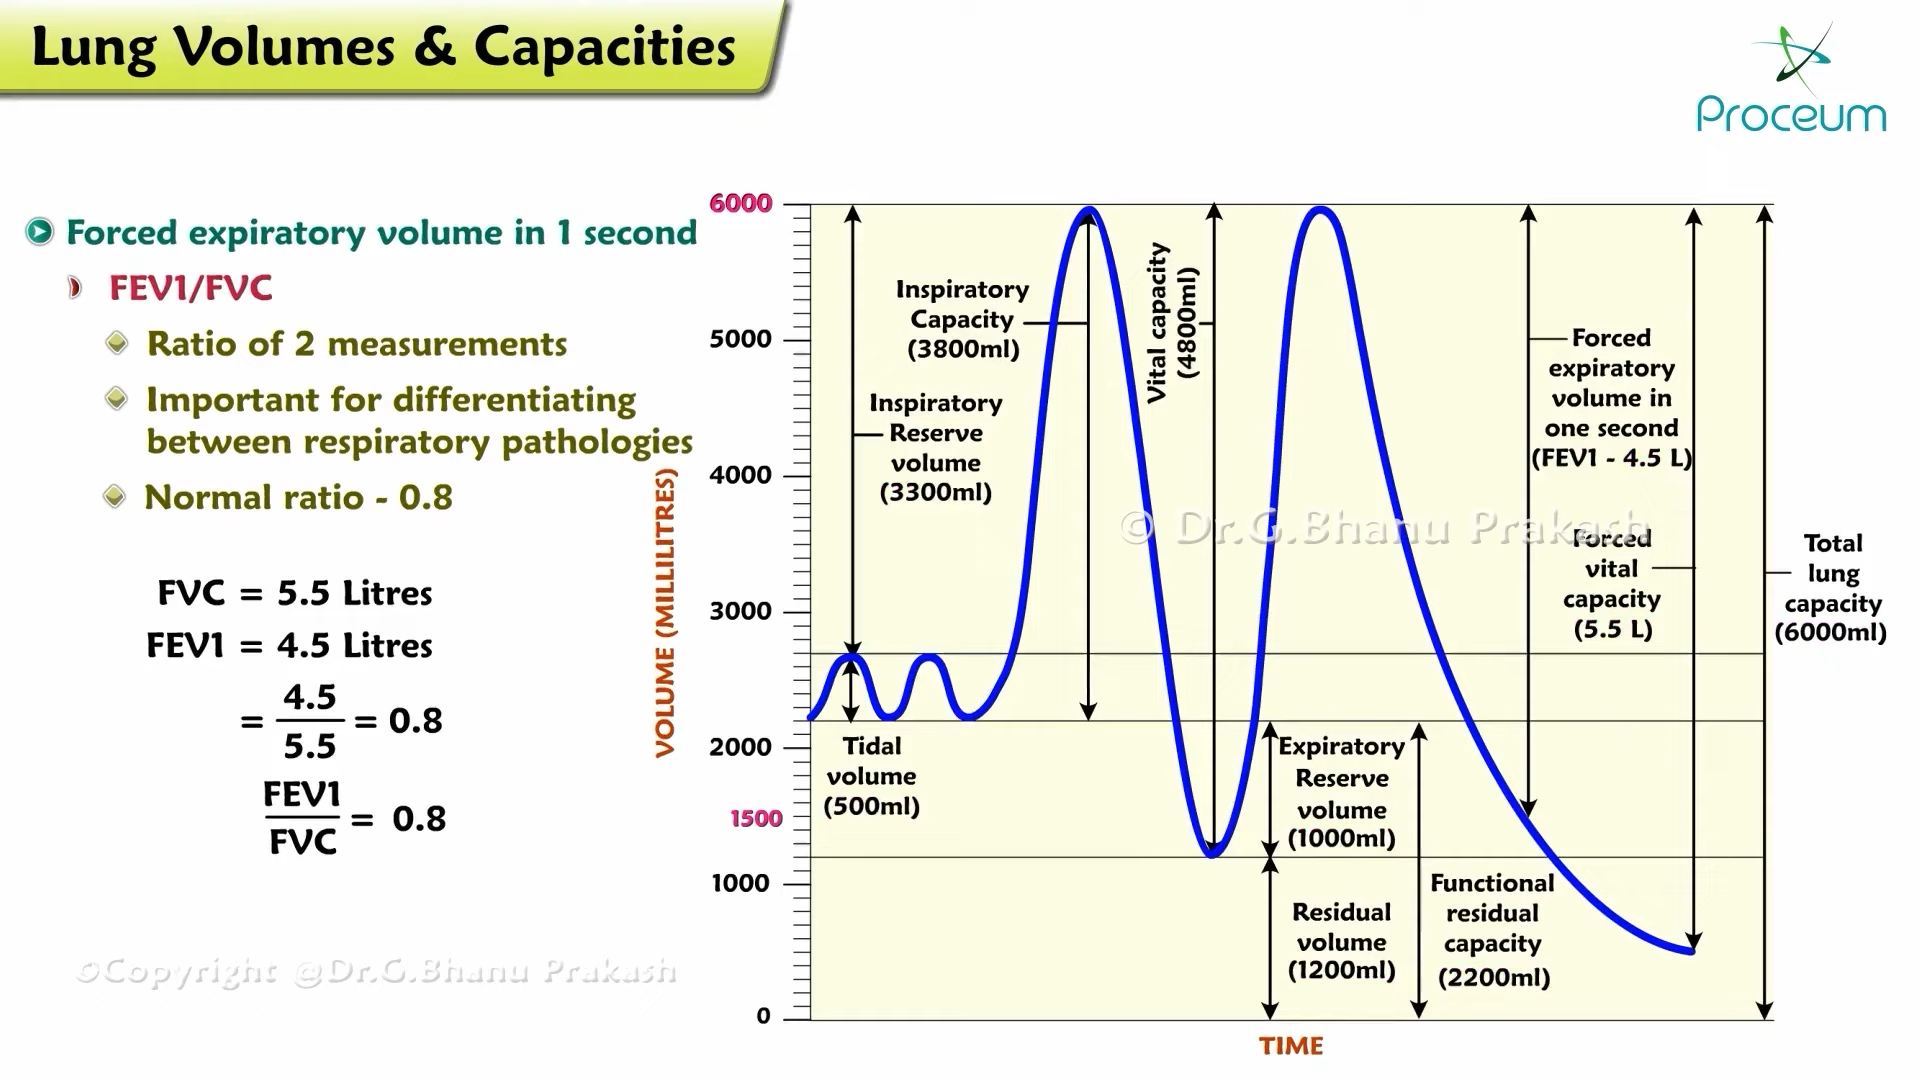 Lung Volumes & Capacities
Proceum
Forced expiratory volume in 1 second
FEV1/FVC
Ratio of 2 measurements
Important for differentiating
between respiratory pathologies
Normal ratio - 0.8
FVC = 5.5 Litres
FEV1 = 4.5 Litres
= 4.5 / 5.5 = 0.8
FEV1 / FVC = 0.8
©Copyright @Dr.G.Bhanu Prakash
VOLUME (MILLILITRES)
6000
5000
4000
3000
2000
1500
1000
0
Inspiratory
Capacity
(3800ml)
Inspiratory
Reserve
volume
(3300ml)
Tidal
volume
(500ml)
Vital capacity
(4800ml)
Expiratory
Reserve
volume
(1000ml)
Residual
volume
(1200ml)
Functional
residual
capacity
(2200ml)
Forced
expiratory
volume in
one second
(FEV1 - 4.5 L)
© Dr.G.Bhanu Prakash
Forced
vital
capacity
(5.5 L)
Total
lung
capacity
(6000ml)
TIME